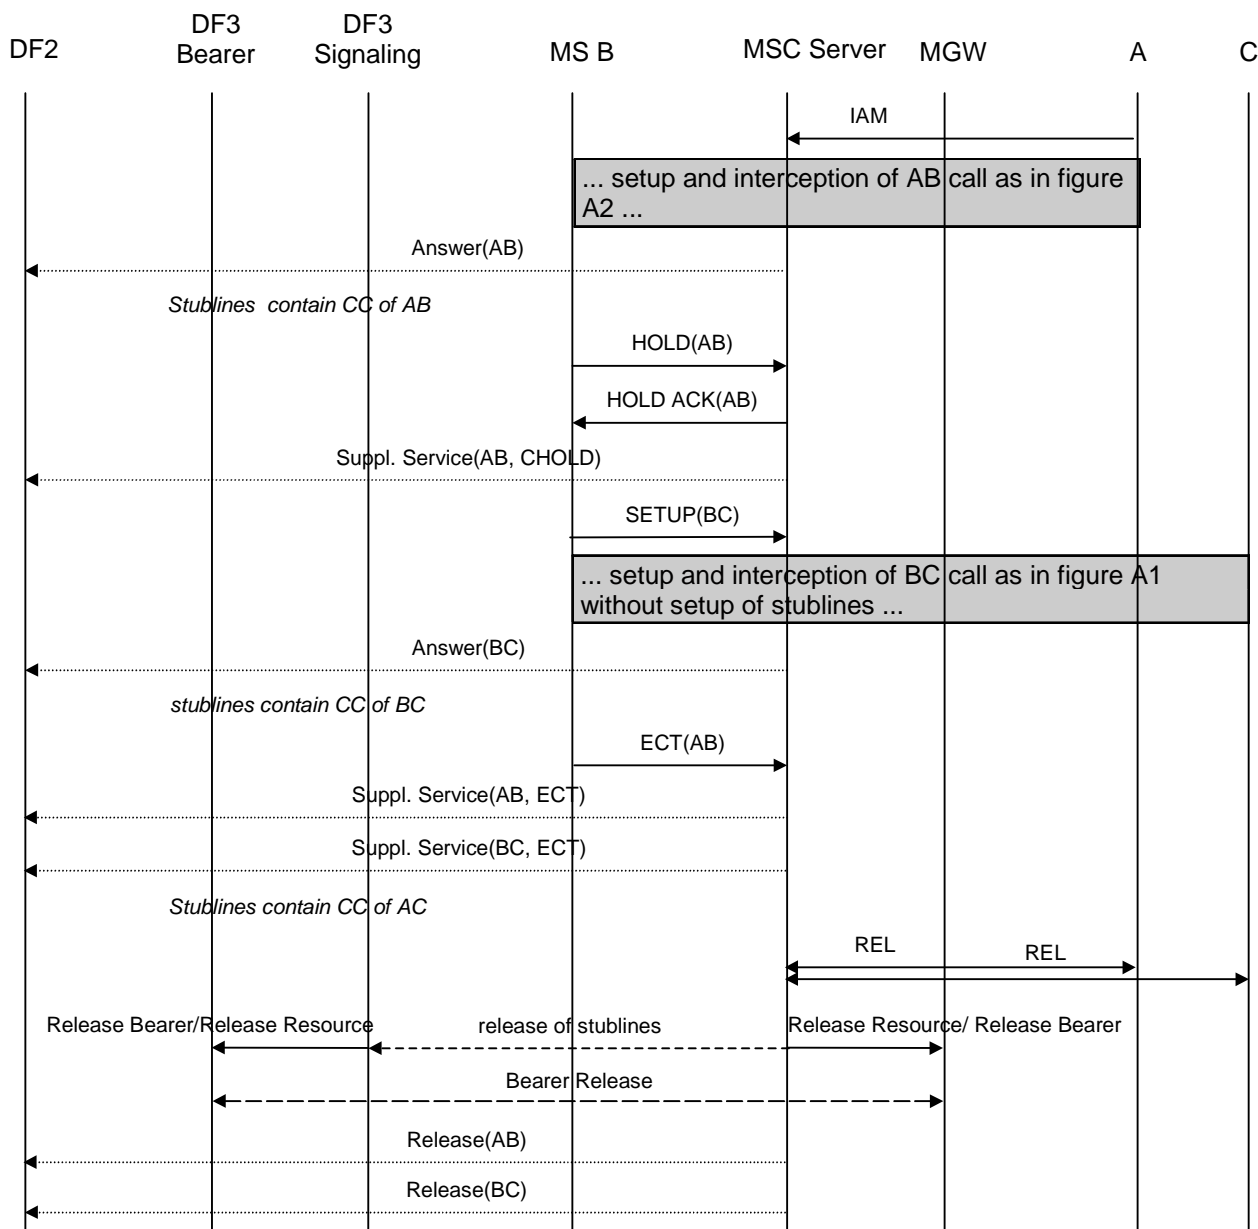 DF2
DF3
Bearer
DF3
Signaling
MS B
MSC Server
MGW
A
C
IAM
... setup and interception of AB call as in figure
A2 ...
Answer(AB)
Stublines contain CC of AB
HOLD(AB)
HOLD ACK(AB)
Suppl. Service(AB, CHOLD)
SETUP(BC)
... setup and interception of BC call as in figure A1
without setup of stublines ...
Answer(BC)
stublines contain CC of BC
ECT(AB)
Suppl. Service(AB, ECT)
Suppl. Service(BC, ECT)
Stublines contain CC of AC
REL
REL
Release Bearer/Release Resource
release of stublines
Release Resource/ Release Bearer
Bearer Release
Release(AB)
Release(BC)